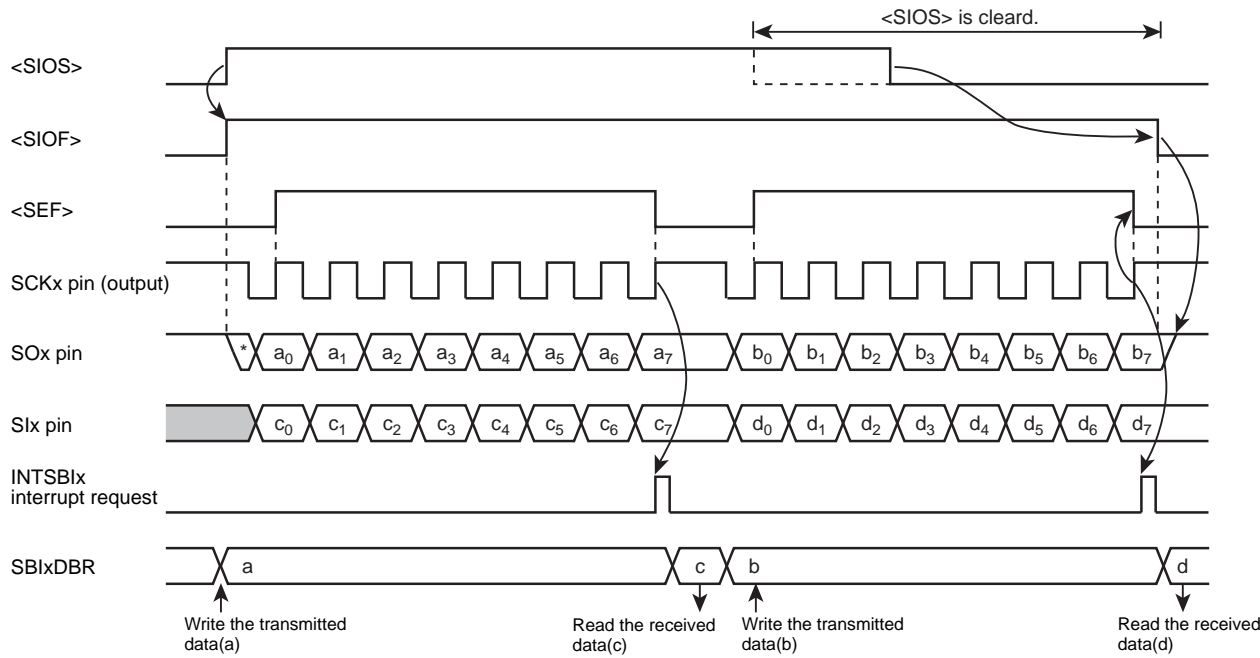 <SIOS> is cleard.
<SIOS>
<SIOF>
<SEF>
SCKx pin (output)
SOx pin
* a0 a1 a2 a3 a4 a5 a6 a7 b0 b1 b2 b3 b4 b5 b6 b7
SIx pin
c0 c1 c2 c3 c4 c5 c6 c7 d0 d1 d2 d3 d4 d5 d6 d7
INTSBIx
interrupt request
SBIxDBR
a c b d
Write the transmitted
data(a)
Read the received
data(c)
Write the transmitted
data(b)
Read the received
data(d)